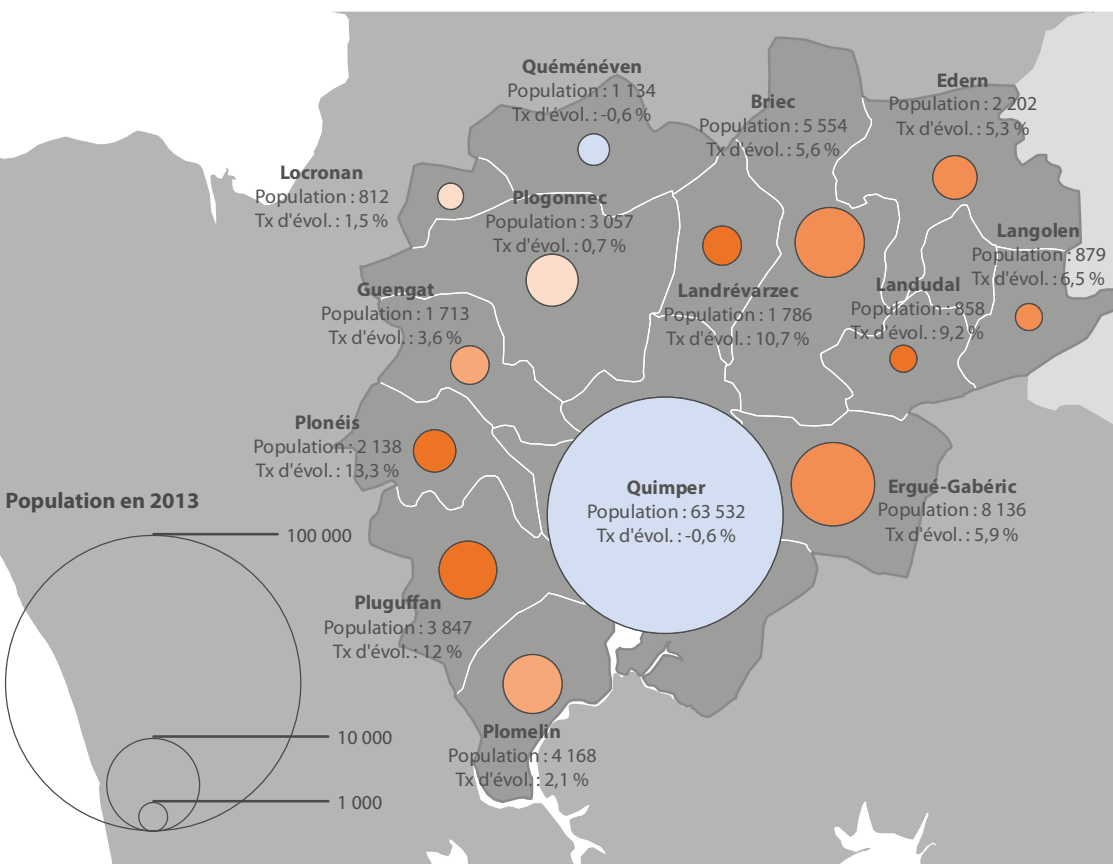 Quéménéven
Population : 1 134
Tx d'évol. : -0,6 %
Edern
Population : 2 202
Tx d'évol. : 5,3 %
Briec
Population : 5 554
Tx d'évol. : 5,6 %
Locronan
Population : 812
Tx d'évol. : 1,5 %
Plogonnec
Population : 3 057
Tx d'évol. : 0,7 %
Langolen
Population : 879
Tx d'évol. : 6,5 %
Guengat
Population : 1 713
Tx d'évol. : 3,6 %
Landrévarzec
Population : 1 786
Tx d'évol. : 10,7 %
Landudal
Population : 858
Tx d'évol. : 9,2 %
Plonéis
Population : 2 138
Tx d'évol. : 13,3 %
Quimper
Population : 63 532
Tx d'évol. : -0,6 %
Ergué-Gabéric
Population : 8 136
Tx d'évol. : 5,9 %
Population en 2013
100 000
10 000
1 000
Pluguffan
Population : 3 847
Tx d'évol. : 12 %
Plomelin
Population : 4 168
Tx d'évol. : 2,1 %